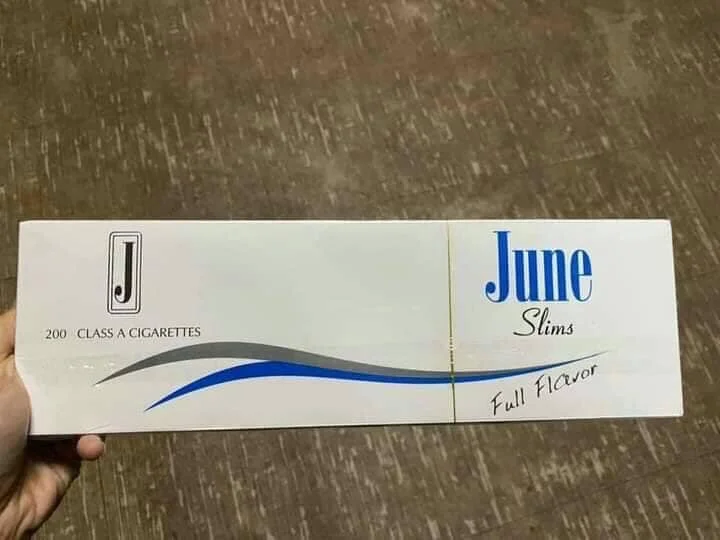 J
200 CLASS A CIGARETTES
June
Slims
Full Flavor